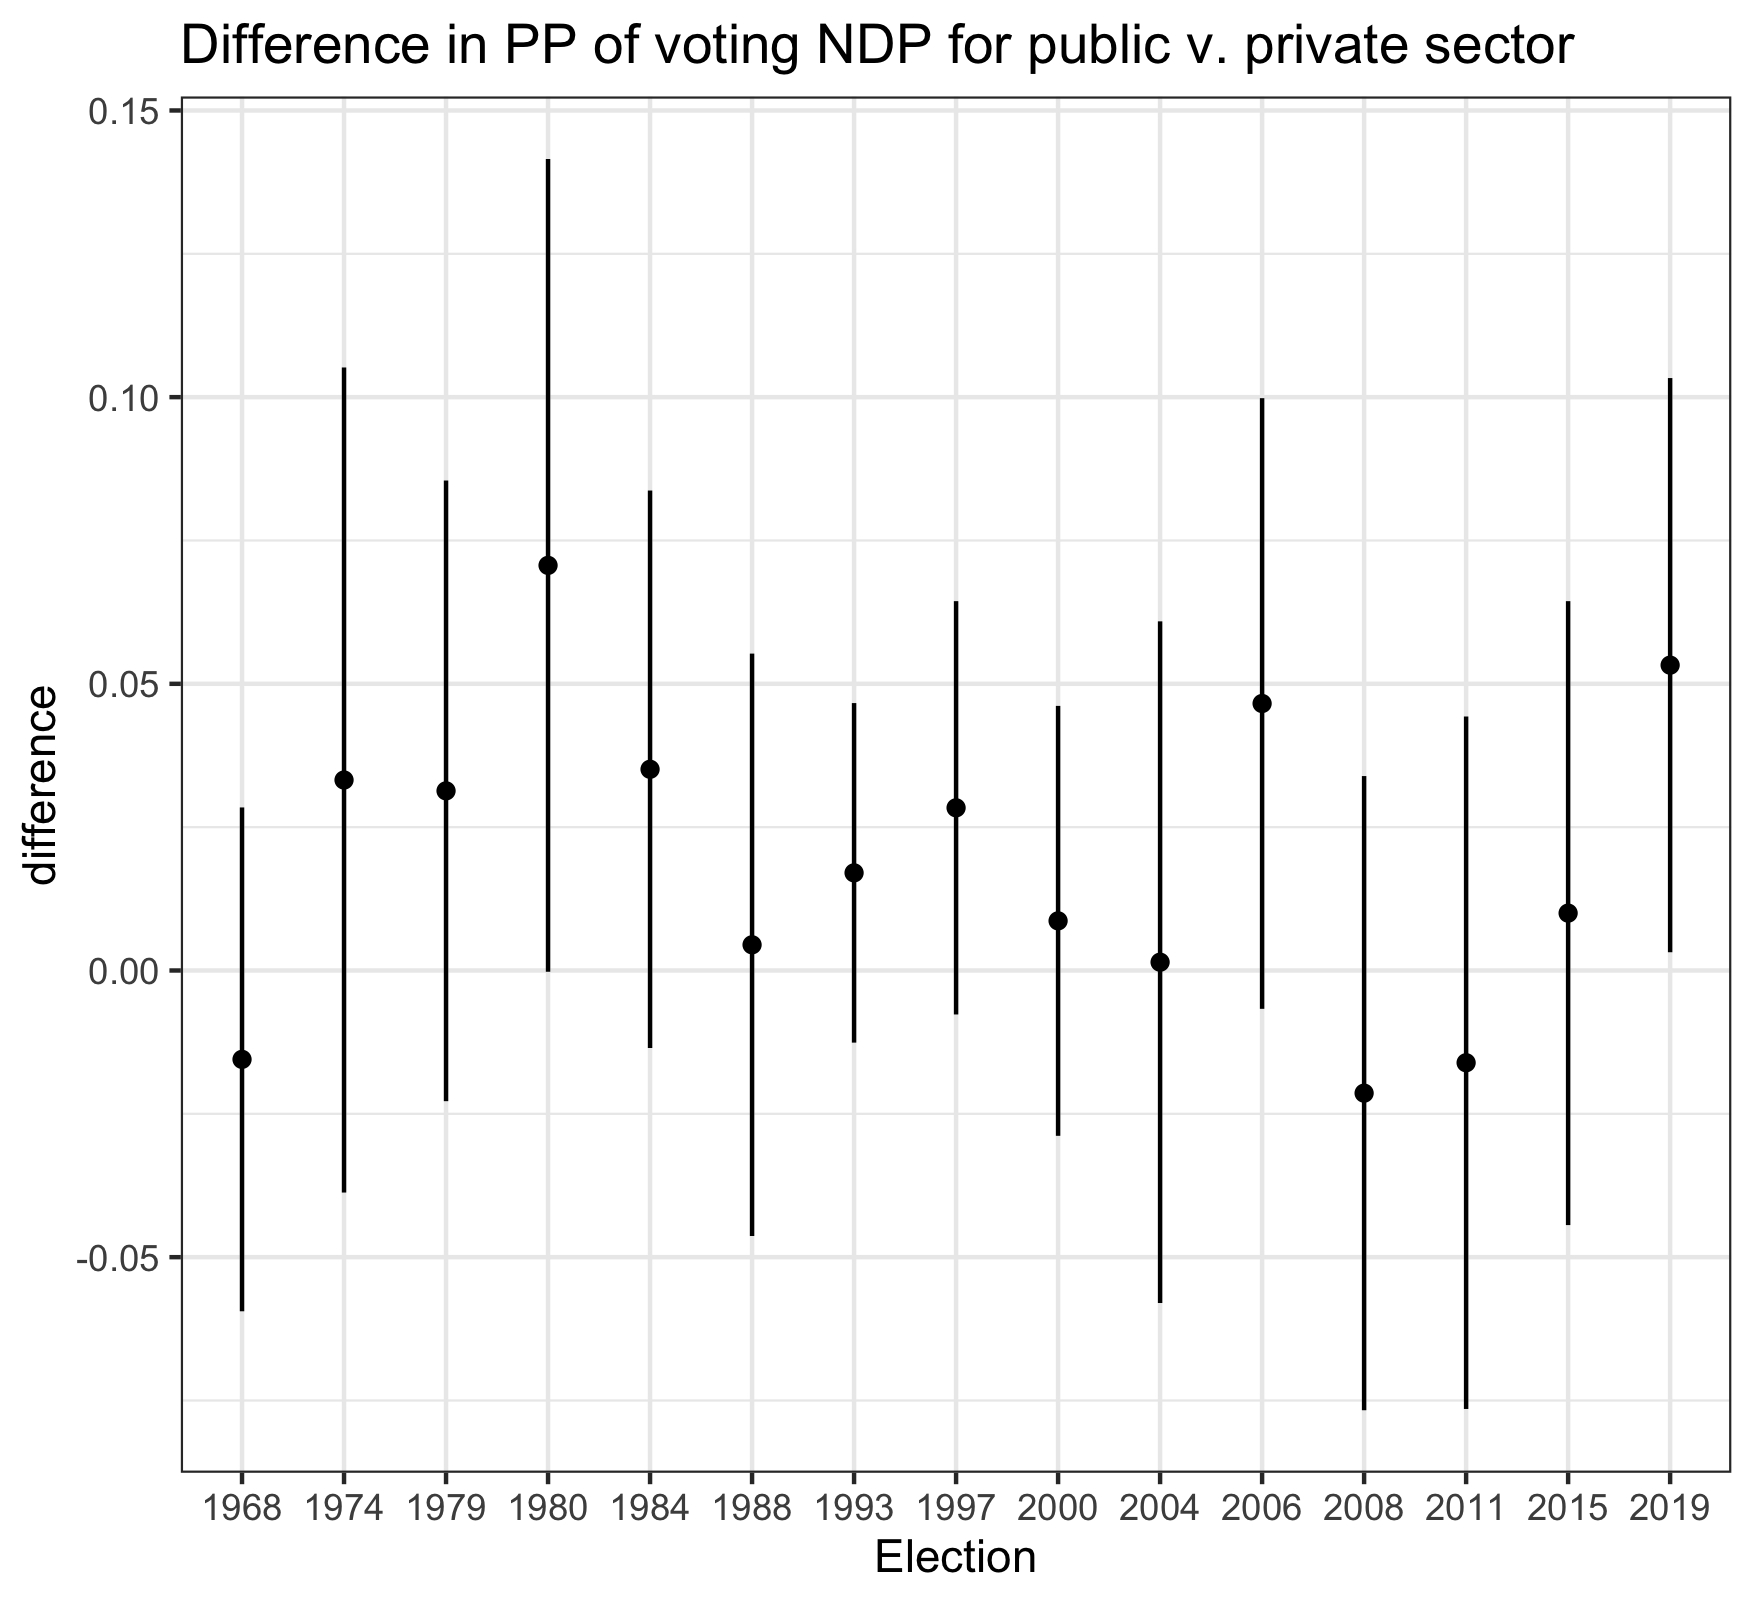 Difference in PP of voting NDP for public v. private sector
0.15
0.10
0.05
0.00
-0.05
difference
1968 1974 1979 1980 1984 1988 1993 1997 2000 2004 2006 2008 2011 2015 2019
Election